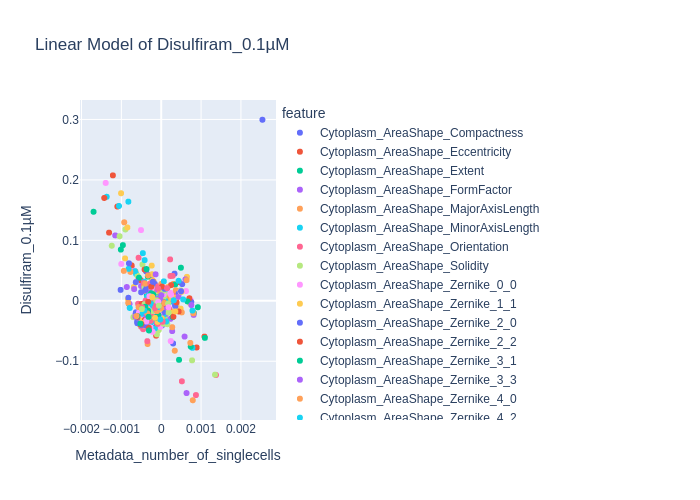 Linear Model of Disulfiram_0.1µM
feature
Cytoplasm_AreaShape_Compactness
Cytoplasm_AreaShape_Eccentricity
Cytoplasm_AreaShape_Extent
Cytoplasm_AreaShape_FormFactor
Cytoplasm_AreaShape_MajorAxisLength
Cytoplasm_AreaShape_MinorAxisLength
Cytoplasm_AreaShape_Orientation
Cytoplasm_AreaShape_Solidity
Cytoplasm_AreaShape_Zernike_0_0
Cytoplasm_AreaShape_Zernike_1_1
Cytoplasm_AreaShape_Zernike_2_0
Cytoplasm_AreaShape_Zernike_2_2
Cytoplasm_AreaShape_Zernike_3_1
Cytoplasm_AreaShape_Zernike_3_3
Cytoplasm_AreaShape_Zernike_4_0
Cytoplasm_AreaShape_Zernike_4_2
0.3
0.2
0.1
0
−0.1
Disulfiram_0.1µM
−0.002 −0.001 0 0.001 0.002
Metadata_number_of_singlecells